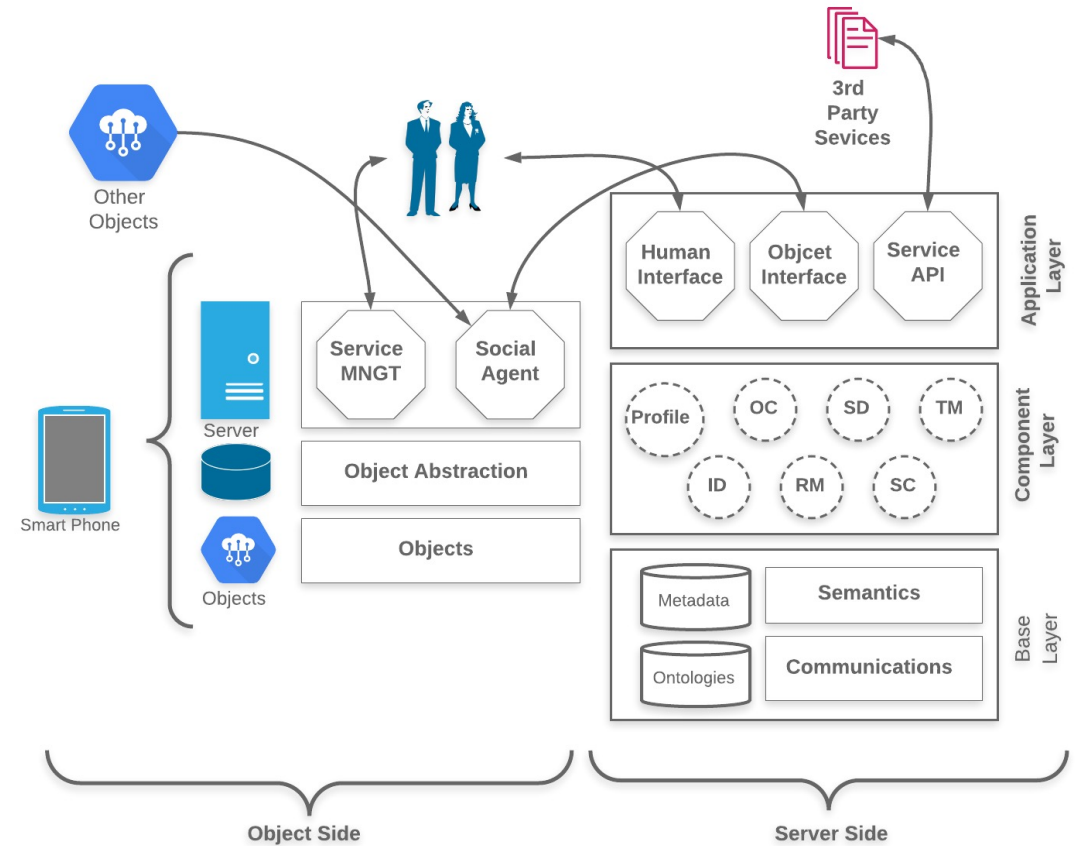 3rd
Party
Sevices
Other
Objects
Human
Interface
Objcet
Interface
Service
API
Application
Layer
Service
MNGT
Social
Agent
Server
Profile
OC
SD
TM
ID
RM
SC
Component
Layer
Object Abstraction
Smart Phone
Objects
Objects
Metadata
Semantics
Ontologies
Communications
Base
Layer
Object Side
Server Side